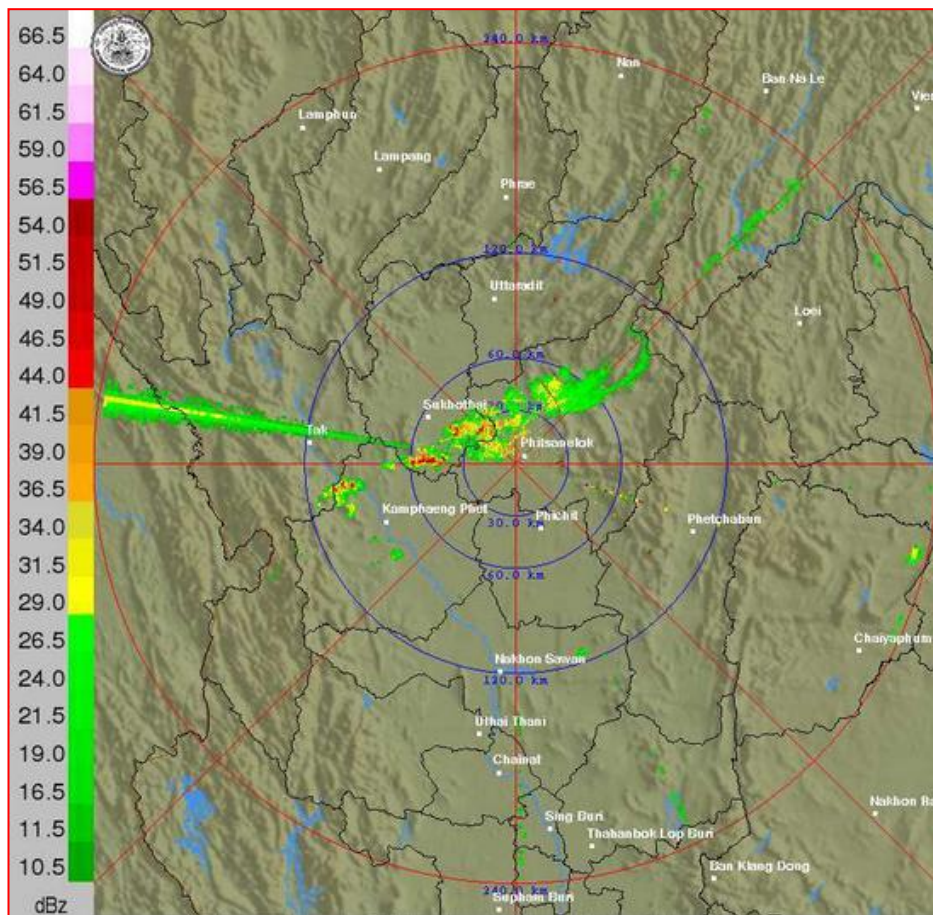 66.5
64.0
61.5
59.0
56.5
54.0
51.5
49.0
46.5
44.0
41.5
39.0
36.5
34.0
31.5
29.0
26.5
24.0
21.5
19.0
16.5
11.5
10.5
dBz
240.0 km
Nan
Ban Na Le
Lamphun
Lampang
Phrae
120.0 km
Uttaradit
Loei
60.0 km
Sukhothai
Tak
Phitsanulok
Kamphaeng Phet
30.0 km
Phichit
Phetchabun
60.0 km
Chaiyaphum
Nakhon Sawan
120.0 km
Uthai Thani
Chainat
Sing Buri
Thahanbok Lop Buri
Ban Klang Dong
240.0 km
Suphan Buri